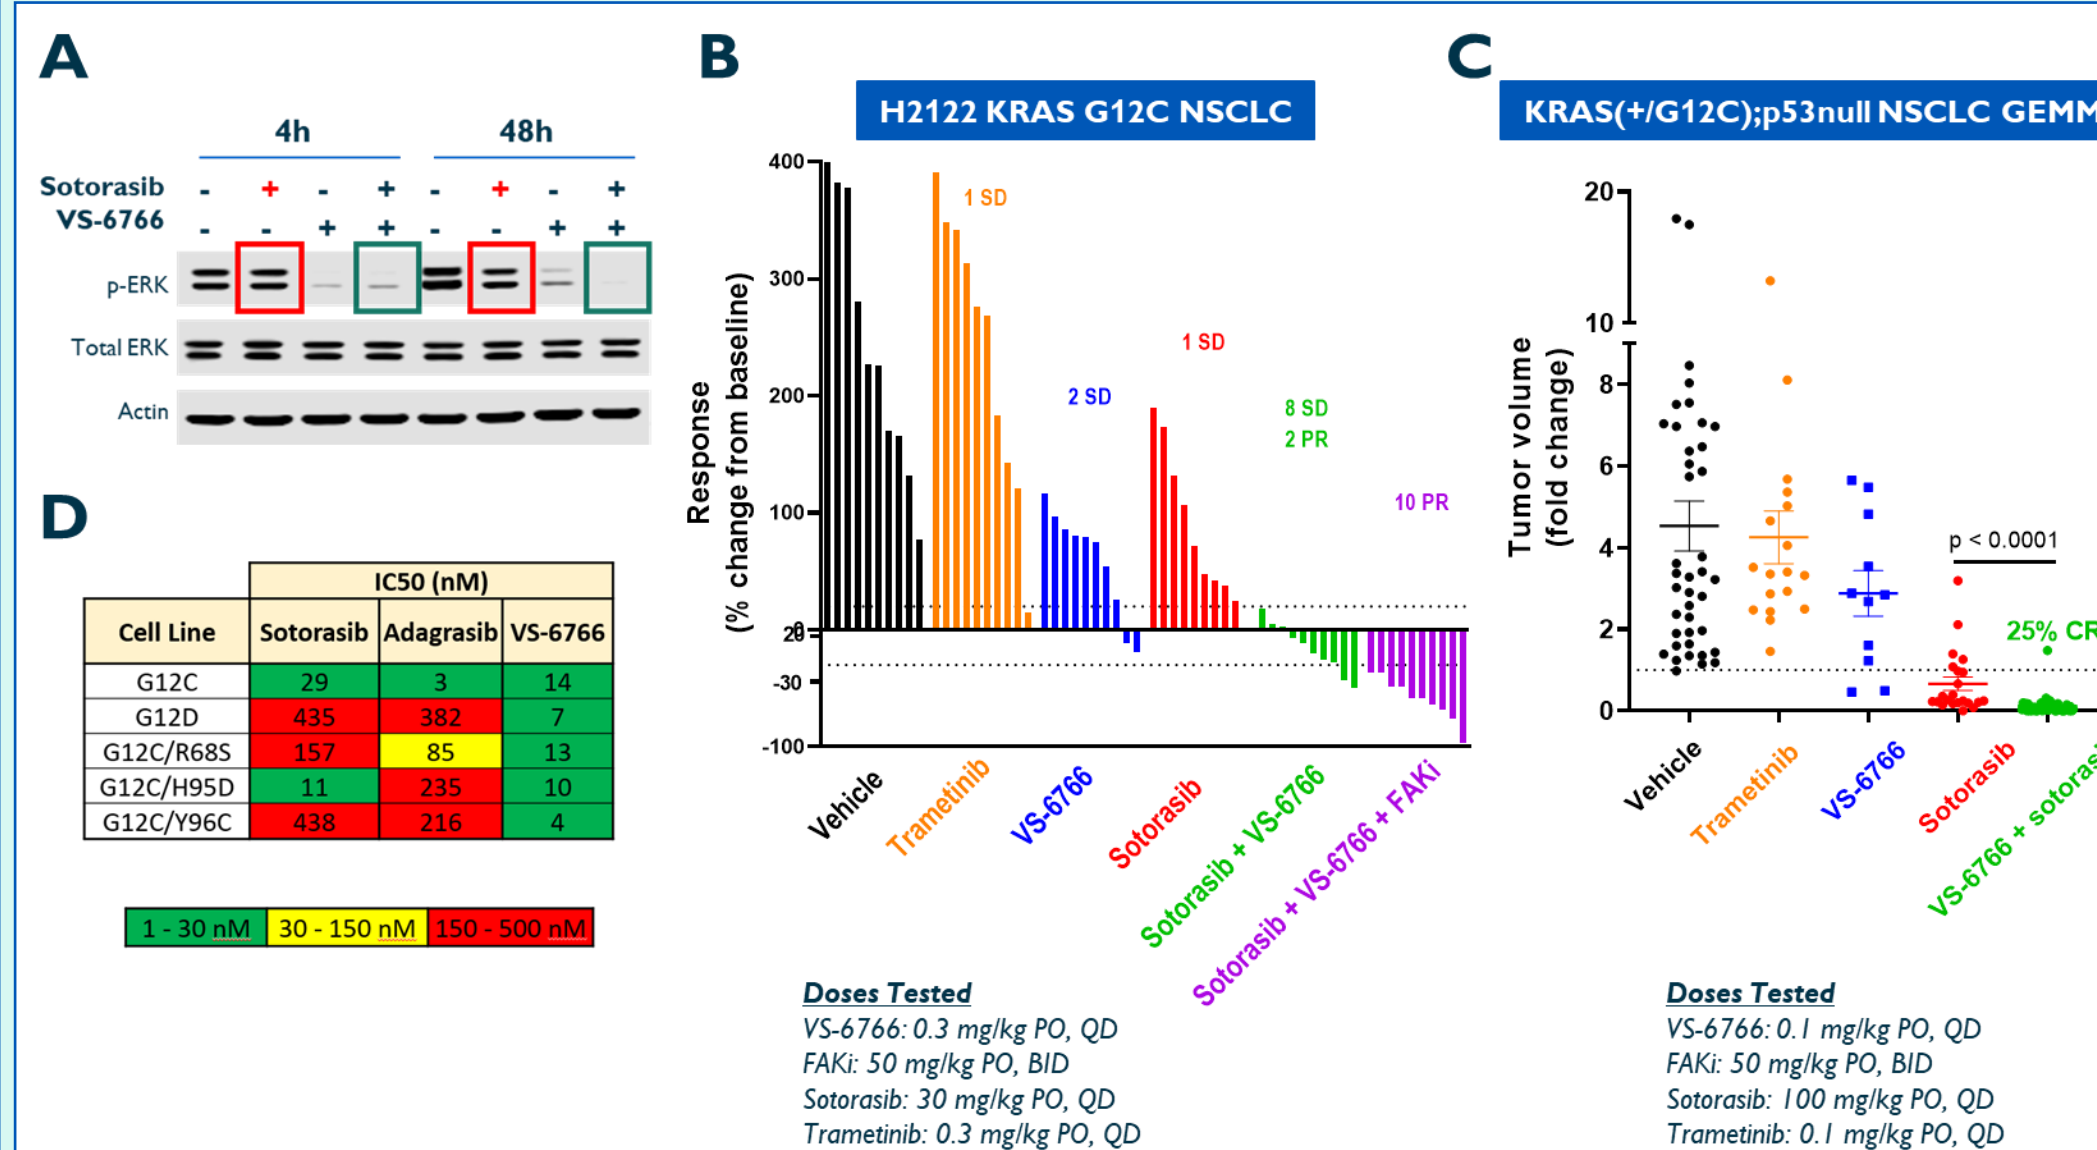 A
4h 48h
Sotorasib - + - + - + - +
VS-6766 - - + + - - + +
p-ERK
Total ERK
Actin
B
H2122 KRAS G12C NSCLC
Response
(% change from baseline)
400
300
200
100
0
20
-30
-100
1 SD
2 SD
1 SD
8 SD
2 PR
10 PR
Vehicle
Trametinib
VS-6766
Sotorasib
Sotorasib + VS-6766
Sotorasib + VS-6766 + FAKi
Doses Tested
VS-6766: 0.3 mg/kg PO, QD
FAKi: 50 mg/kg PO, BID
Sotorasib: 30 mg/kg PO, QD
Trametinib: 0.3 mg/kg PO, QD
C
KRAS(+/G12C);p53null NSCLC GEMM
Tumor volume
(fold change)
20
10
8
6
4
2
0
p < 0.0001
25% CR
Vehicle
Trametinib
VS-6766
Sotorasib
VS-6766 + sotoras
Doses Tested
VS-6766: 0.1 mg/kg PO, QD
FAKi: 50 mg/kg PO, BID
Sotorasib: 100 mg/kg PO, QD
Trametinib: 0.1 mg/kg PO, QD
D
IC50 (nM)
Cell Line Sotorasib Adagrasib VS-6766
G12C 29 3 14
G12D 435 382 7
G12C/R68S 157 85 13
G12C/H95D 11 235 10
G12C/Y96C 438 216 4
1 - 30 nM 30 - 150 nM 150 - 500 nM